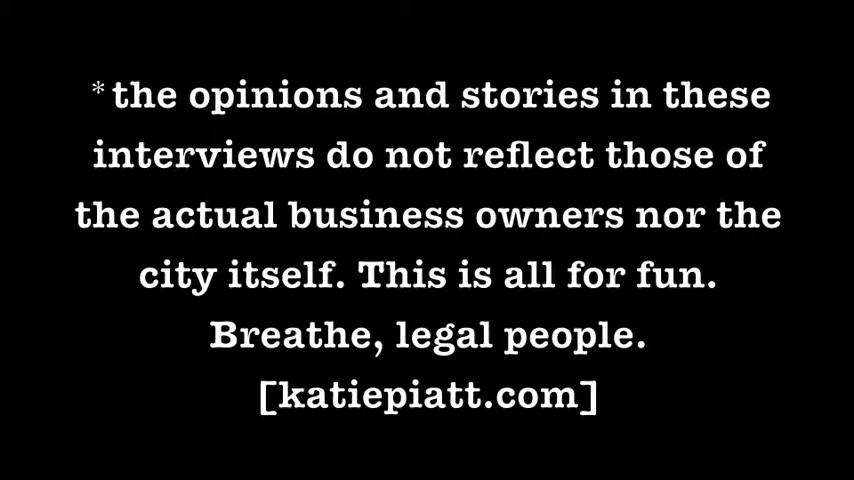 *the opinions and stories in these
interviews do not reflect those of
the actual business owners nor the
city itself. This is all for fun.
Breathe, legal people.
[katiepiatt.com]